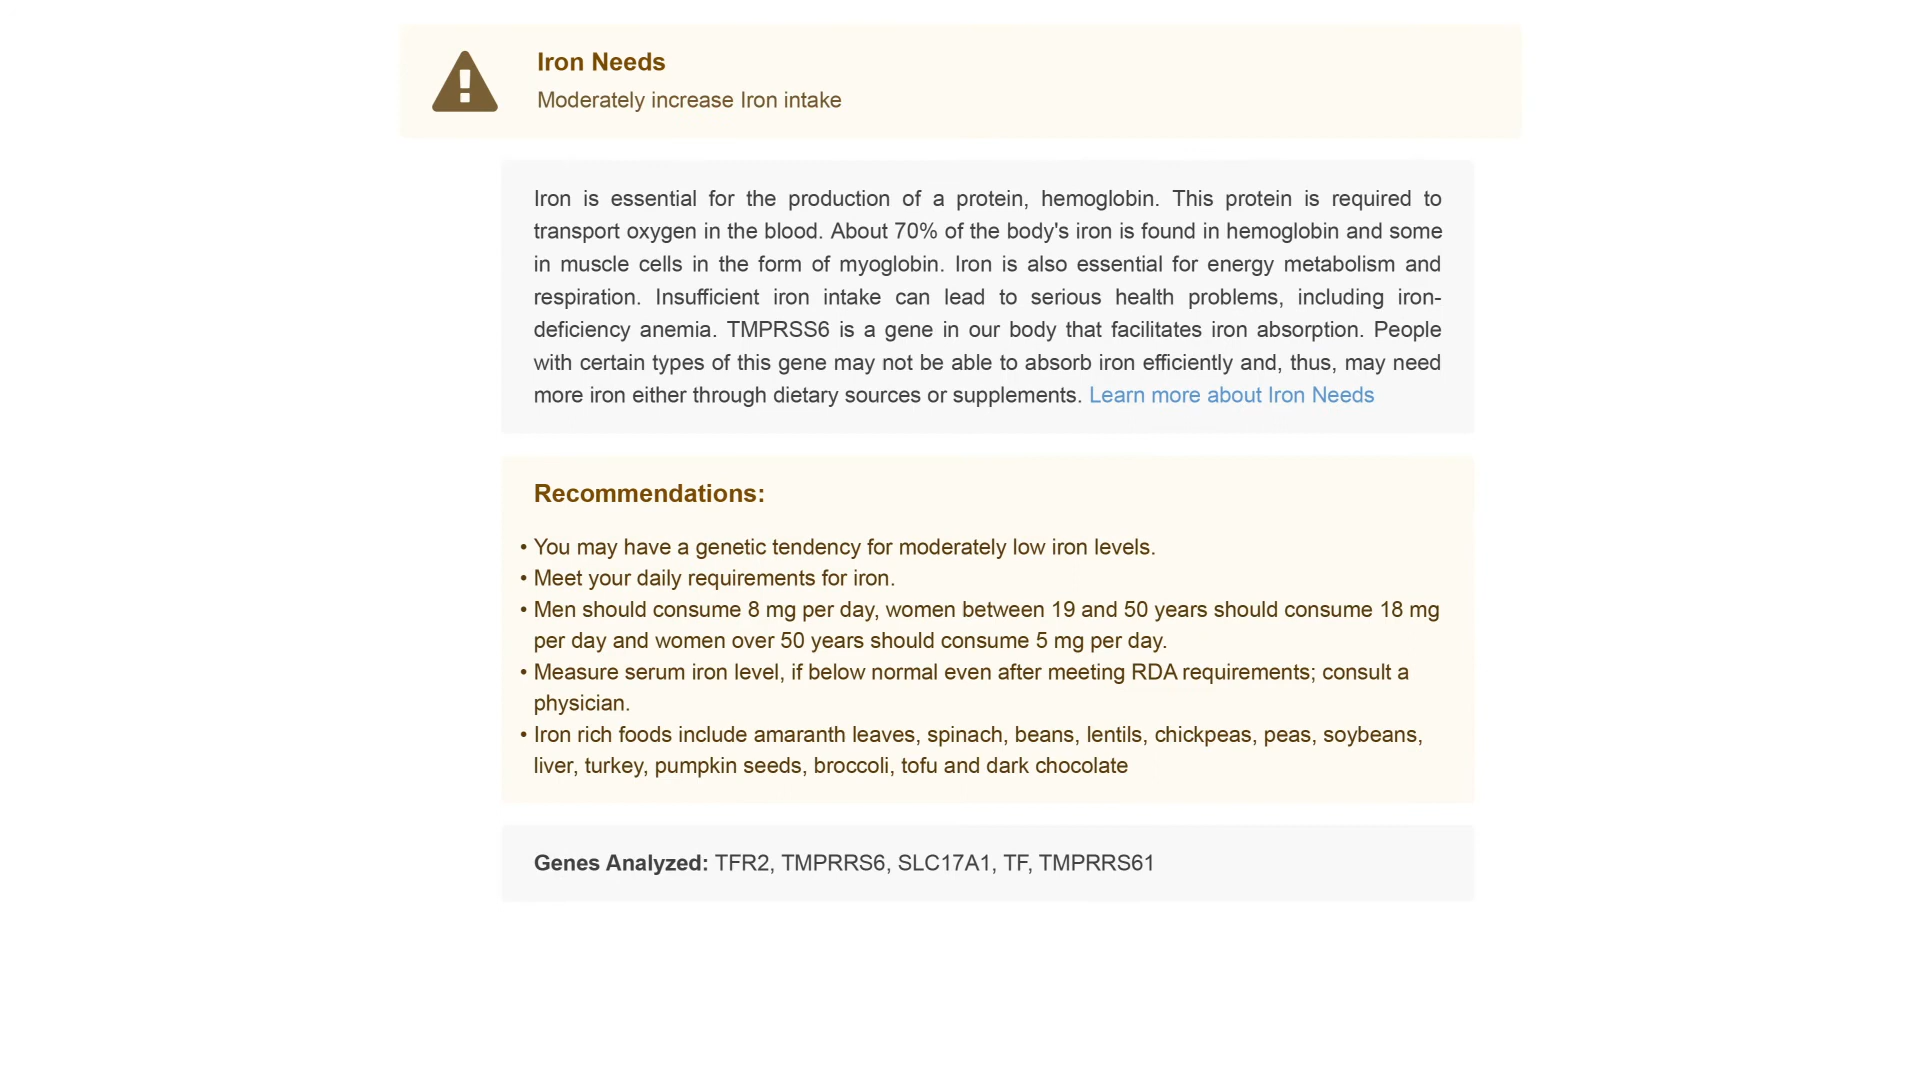 Iron Needs
Moderately increase Iron intake
Iron is essential for the production of a protein, hemoglobin. This protein is required to
transport oxygen in the blood. About 70% of the body's iron is found in hemoglobin and some
in muscle cells in the form of myoglobin. Iron is also essential for energy metabolism and
respiration. Insufficient iron intake can lead to serious health problems, including iron-
deficiency anemia. TMPRSS6 is a gene in our body that facilitates iron absorption. People
with certain types of this gene may not be able to absorb iron efficiently and, thus, may need
more iron either through dietary sources or supplements. Learn more about Iron Needs
Recommendations:
• You may have a genetic tendency for moderately low iron levels.
• Meet your daily requirements for iron.
• Men should consume 8 mg per day, women between 19 and 50 years should consume 18 mg
per day and women over 50 years should consume 5 mg per day.
• Measure serum iron level, if below normal even after meeting RDA requirements; consult a
physician.
• Iron rich foods include amaranth leaves, spinach, beans, lentils, chickpeas, peas, soybeans,
liver, turkey, pumpkin seeds, broccoli, tofu and dark chocolate
Genes Analyzed: TFR2, TMPRRS6, SLC17A1, TF, TMPRRS61